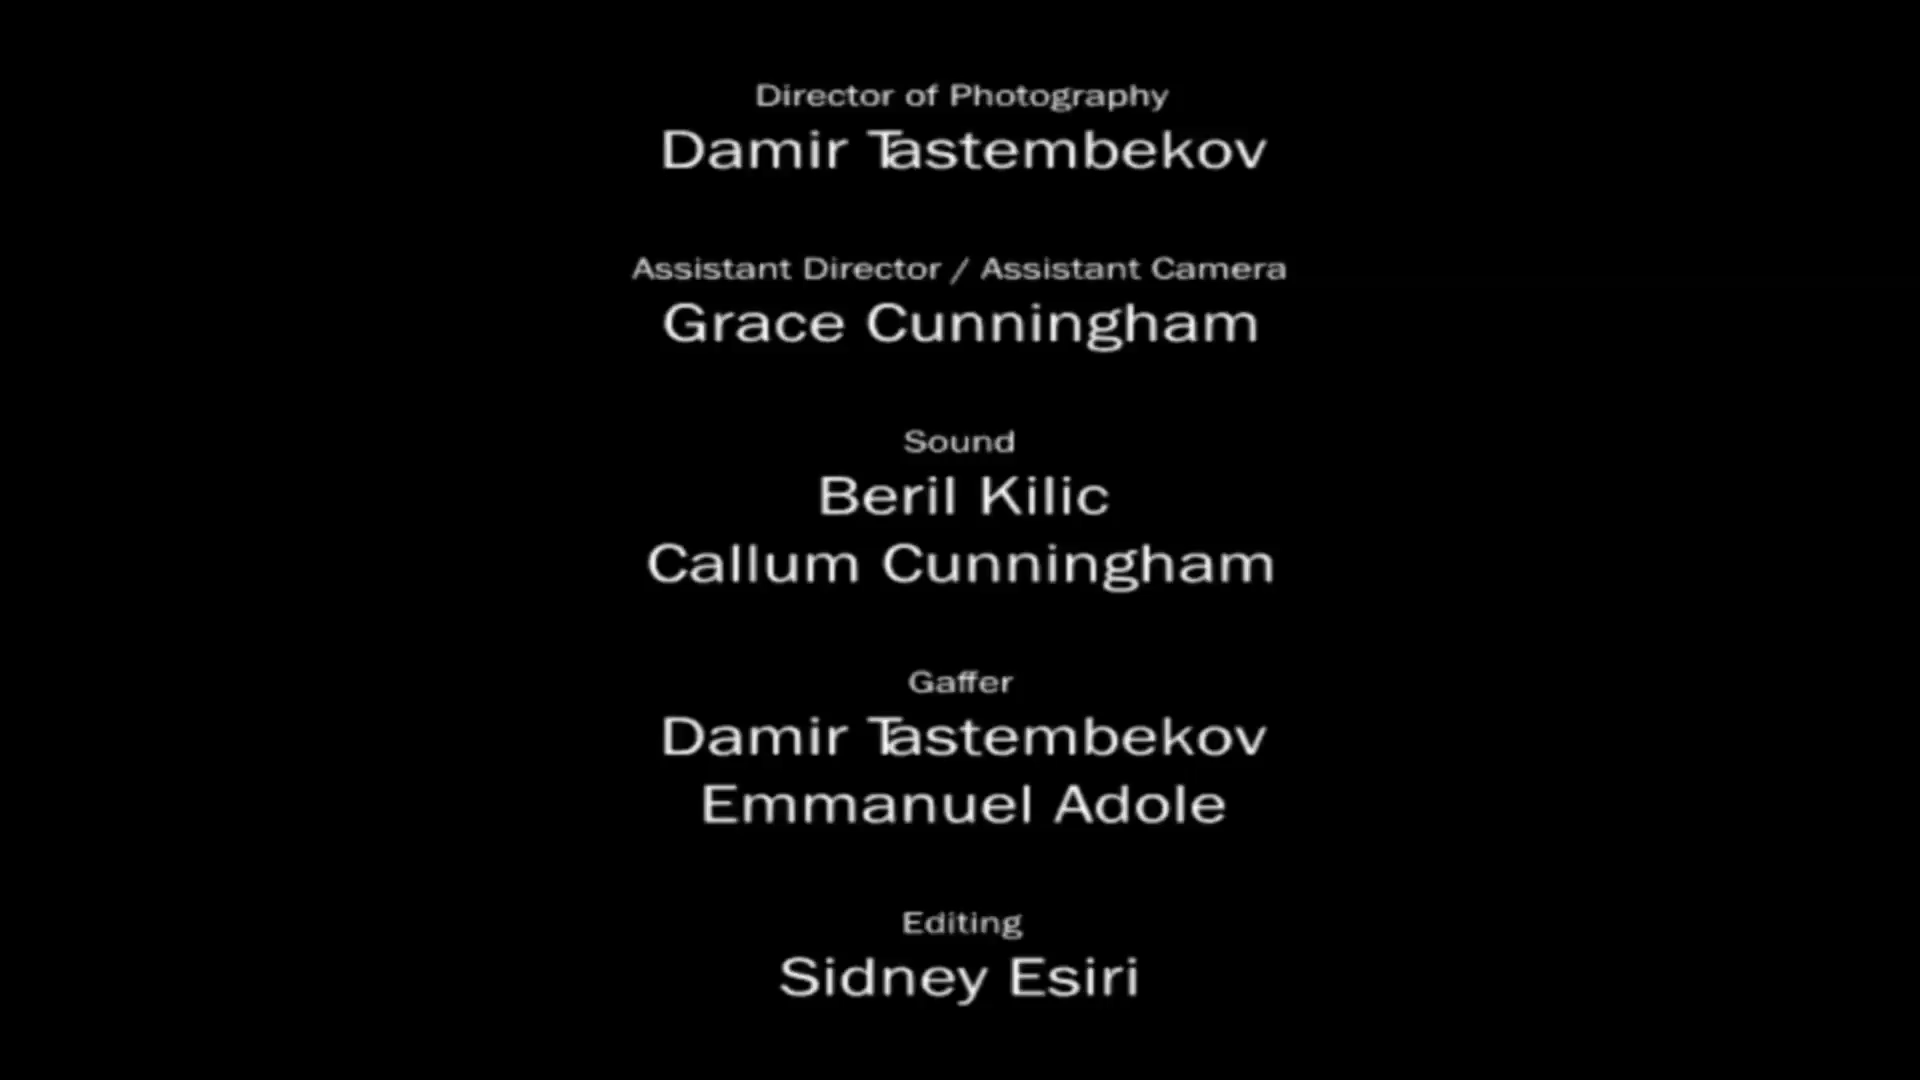 Director of Photography
Damir Tastembekov
Assistant Director / Assistant Camera
Grace Cunningham
Sound
Beril Kilic
Callum Cunningham
Gaffer
Damir Tastembekov
Emmanuel Adole
Editing
Sidney Esiri